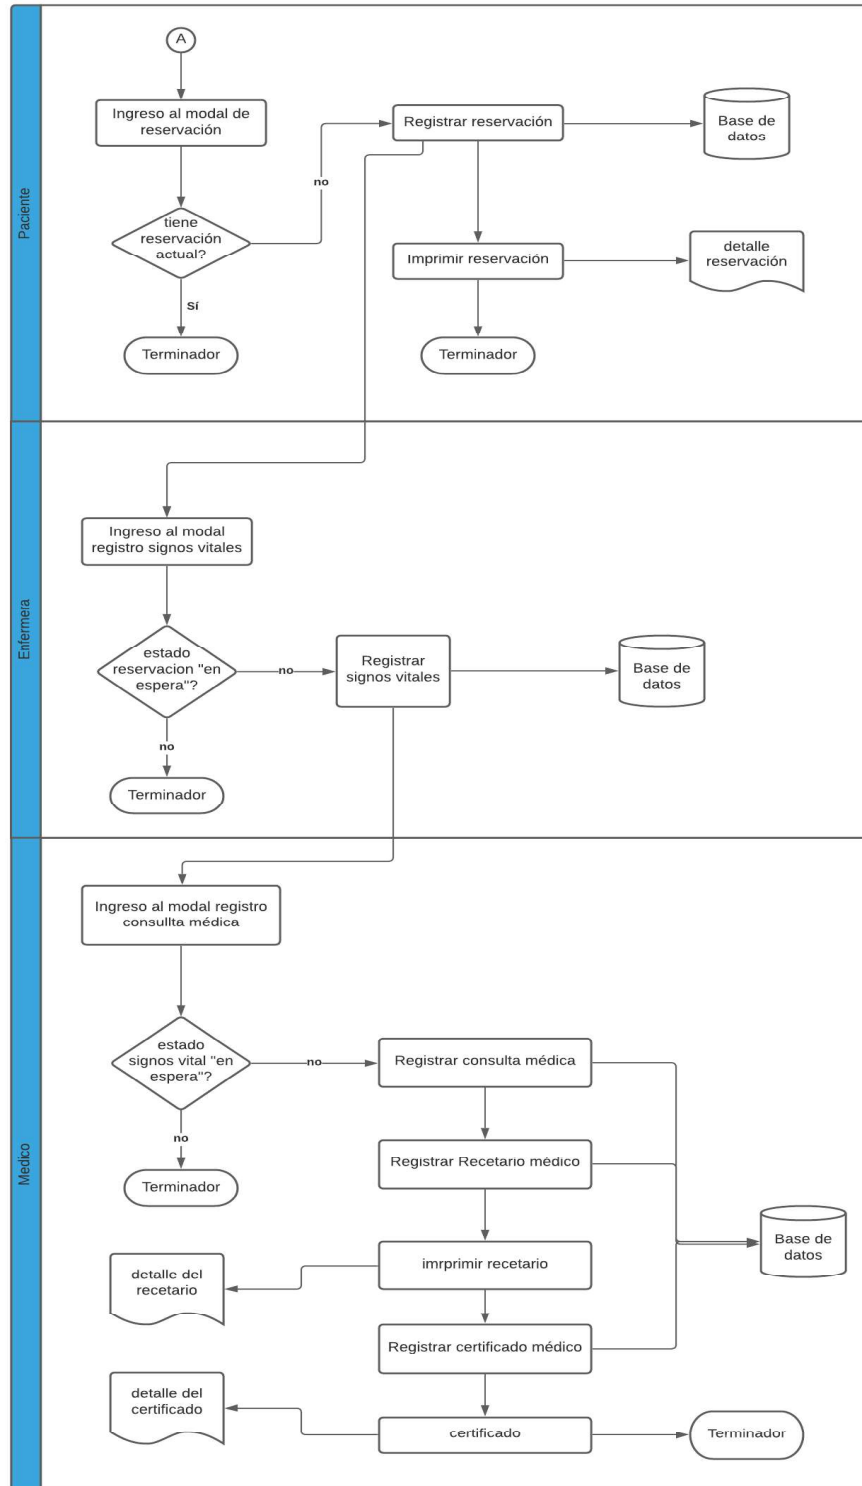 Paciente
A
Ingreso al modal de
reservación
Registrar reservación
Base de
datos
no
tiene
reservación
actual?
Imprimir reservación
detalle
reservación
Sí
Terminador
Terminador
Enfermera
Ingreso al modal
registro signos vitales
estado
reservacion "en
espera"?
no
Registrar
signos vitales
Base de
datos
no
Terminador
Medico
Ingreso al modal registro
consullta médica
estado
signos vital "en
espera"?
no
Registrar consulta médica
no
Terminador
Registrar Recetario médico
Base de
datos
imrprimir recetario
detalle del
recetario
Registrar certificado médico
detalle del
certificado
certificado
Terminador